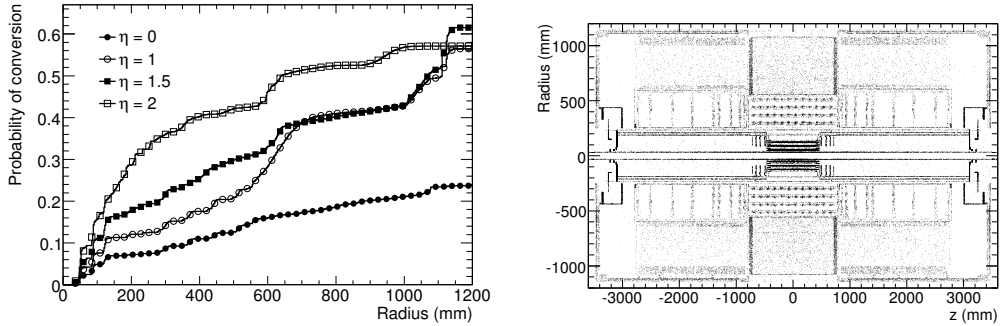 Probability of conversion
0.6
0.5
0.4
0.3
0.2
0.1
0
η = 0
η = 1
η = 1.5
η = 2
0 200 400 600 800 1000 1200
Radius (mm)
Radius (mm)
1000
500
0
-500
-1000
-3000 -2000 -1000 0 1000 2000 3000
z (mm)